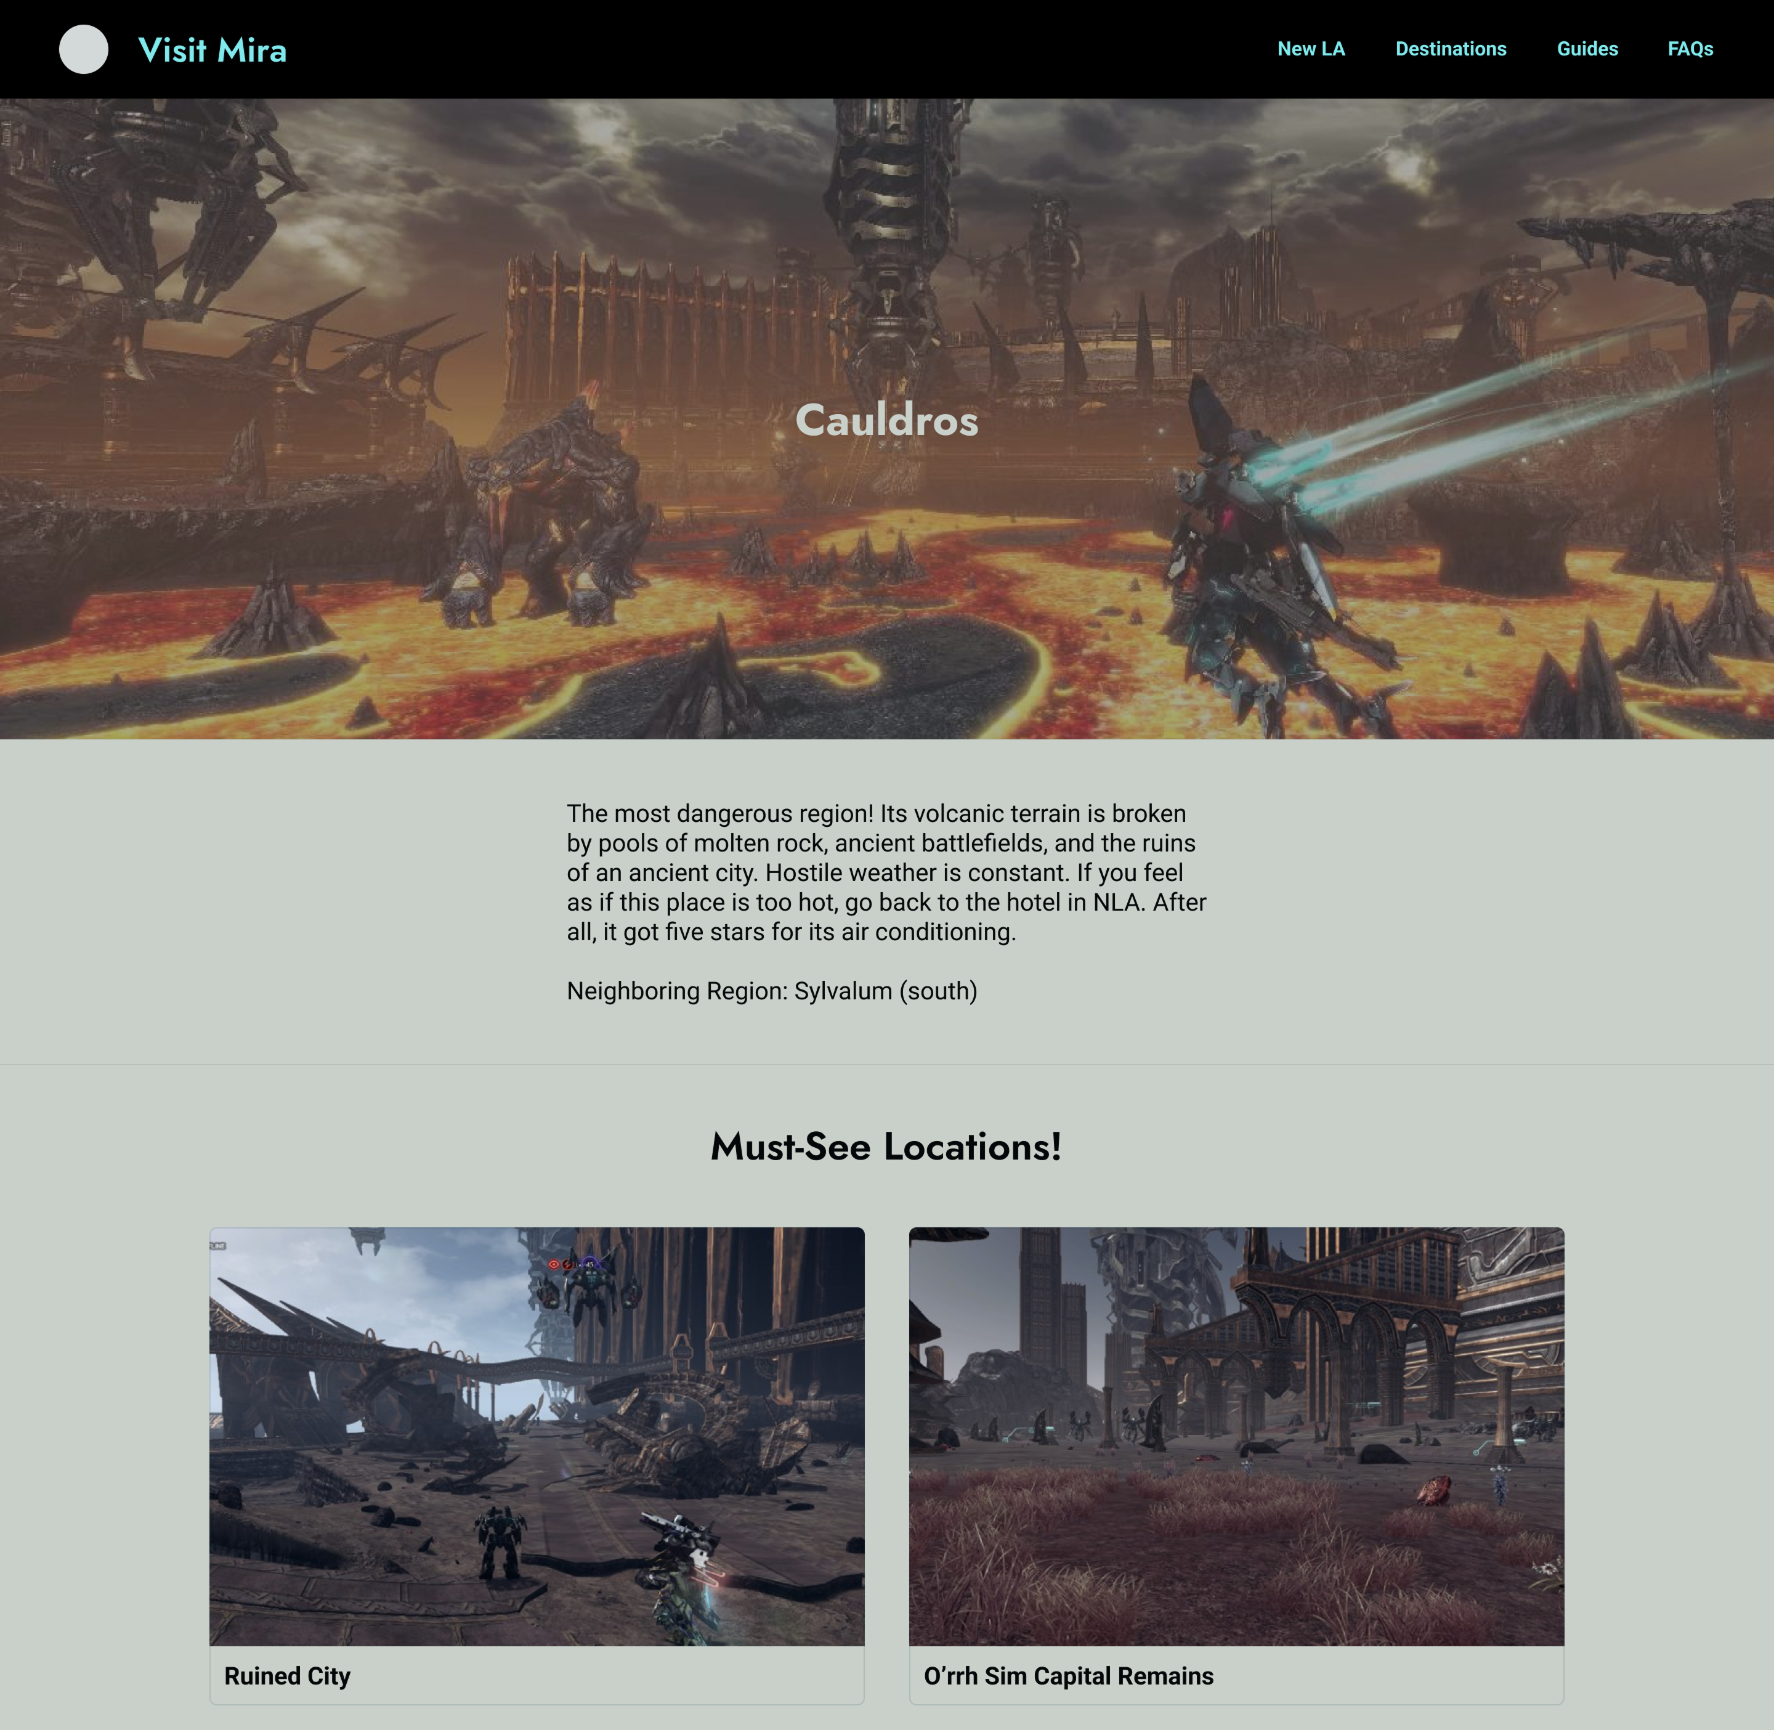 Visit Mira
New LA
Destinations
Guides
FAQs
Cauldros
The most dangerous region! Its volcanic terrain is broken
by pools of molten rock, ancient battlefields, and the ruins
of an ancient city. Hostile weather is constant. If you feel
as if this place is too hot, go back to the hotel in NLA. After
all, it got five stars for its air conditioning.
Neighboring Region: Sylvalum (south)
Must-See Locations!
Ruined City
O’rrh Sim Capital Remains